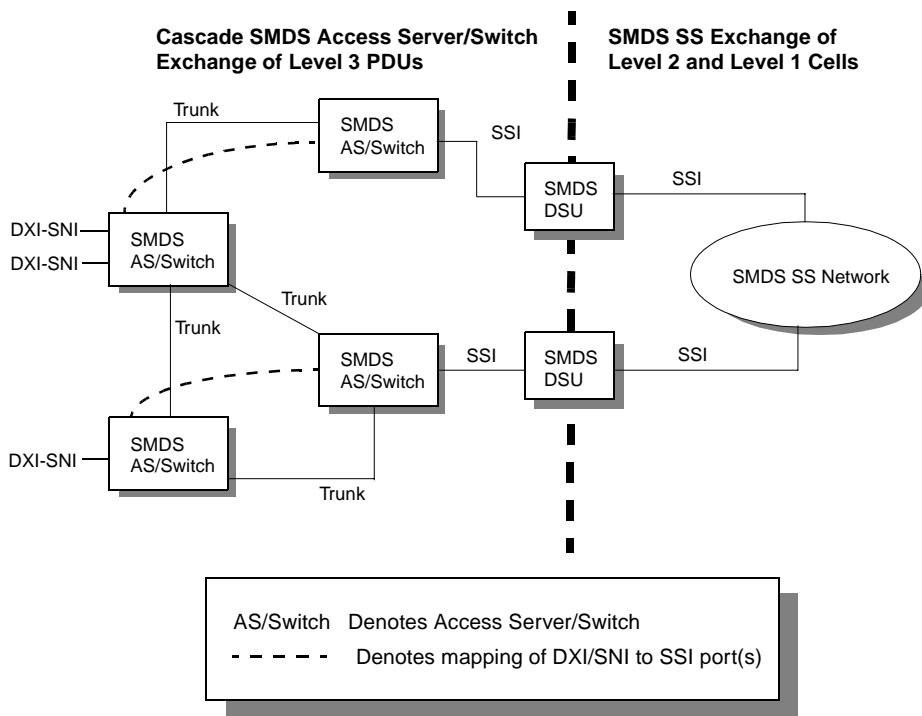 Cascade SMDS Access Server/Switch
Exchange of Level 3 PDUs
SMDS SS Exchange of
Level 2 and Level 1 Cells
Trunk
SMDS
AS/Switch
SSI
SMDS
DSU
SSI
DXI-SNI
DXI-SNI
SMDS
AS/Switch
SMDS SS Network
Trunk
Trunk
SMDS
AS/Switch
SSI
SMDS
DSU
SSI
DXI-SNI
SMDS
AS/Switch
Trunk
AS/Switch Denotes Access Server/Switch
Denotes mapping of DXI/SNI to SSI port(s)